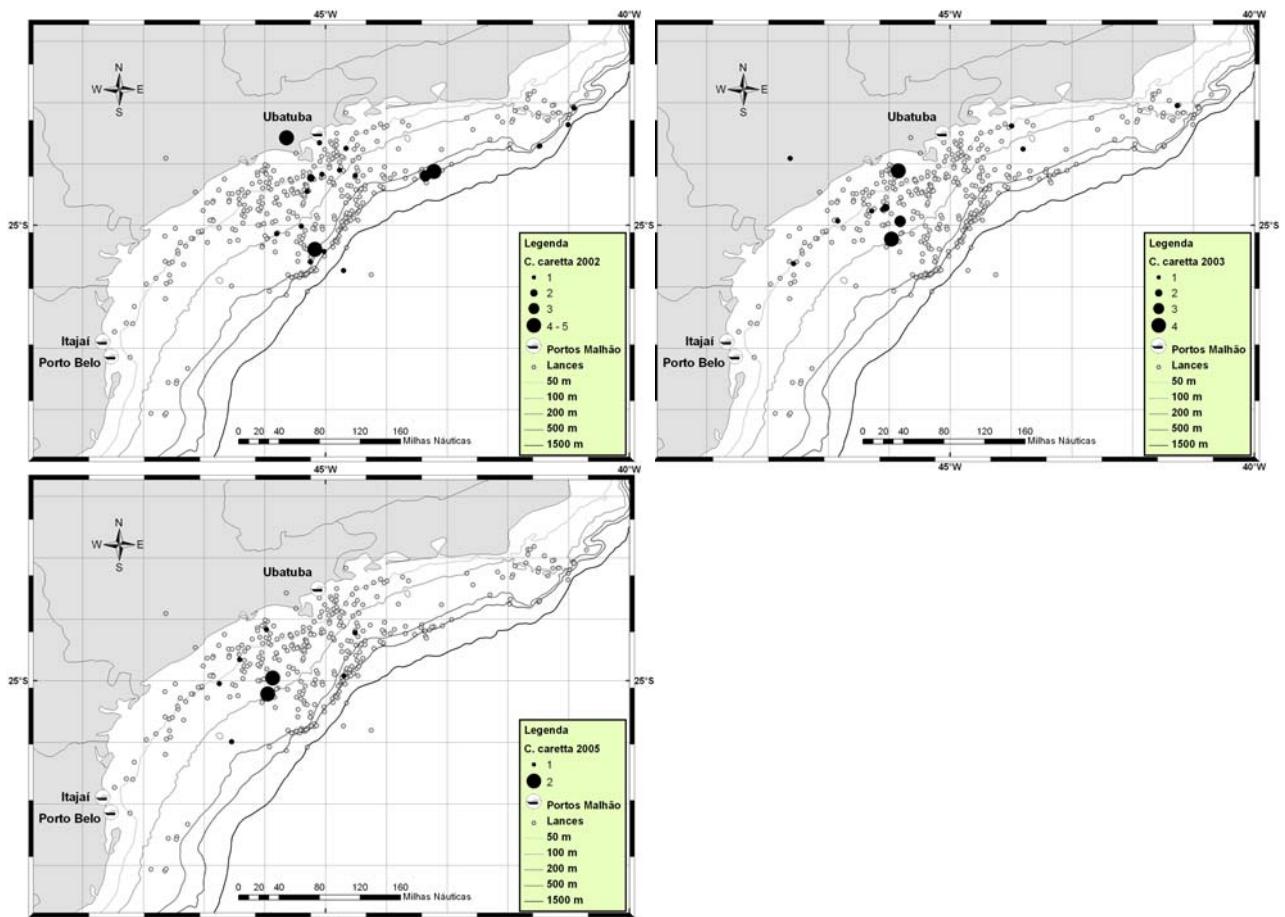 45°W
40°W
N
W E
S
Ubatuba
25°S
Itajaí
Porto Belo
0 20 40 80 120 160
Milhas Náuticas
Legenda
C. caretta 2002
1
2
3
4 - 5
Portos Malhão
Lances
50 m
100 m
200 m
500 m
1500 m
45°W
40°W
45°W
40°W
N
W E
S
Ubatuba
25°S
Itajaí
Porto Belo
0 20 40 80 120 160
Milhas Náuticas
Legenda
C. caretta 2003
1
2
3
4
Portos Malhão
Lances
50 m
100 m
200 m
500 m
1500 m
45°W
40°W
45°W
40°W
N
W E
S
Ubatuba
25°S
Itajaí
Porto Belo
0 20 40 80 120 160
Milhas Náuticas
Legenda
C. caretta 2005
1
2
Portos Malhão
Lances
50 m
100 m
200 m
500 m
1500 m
45°W
40°W